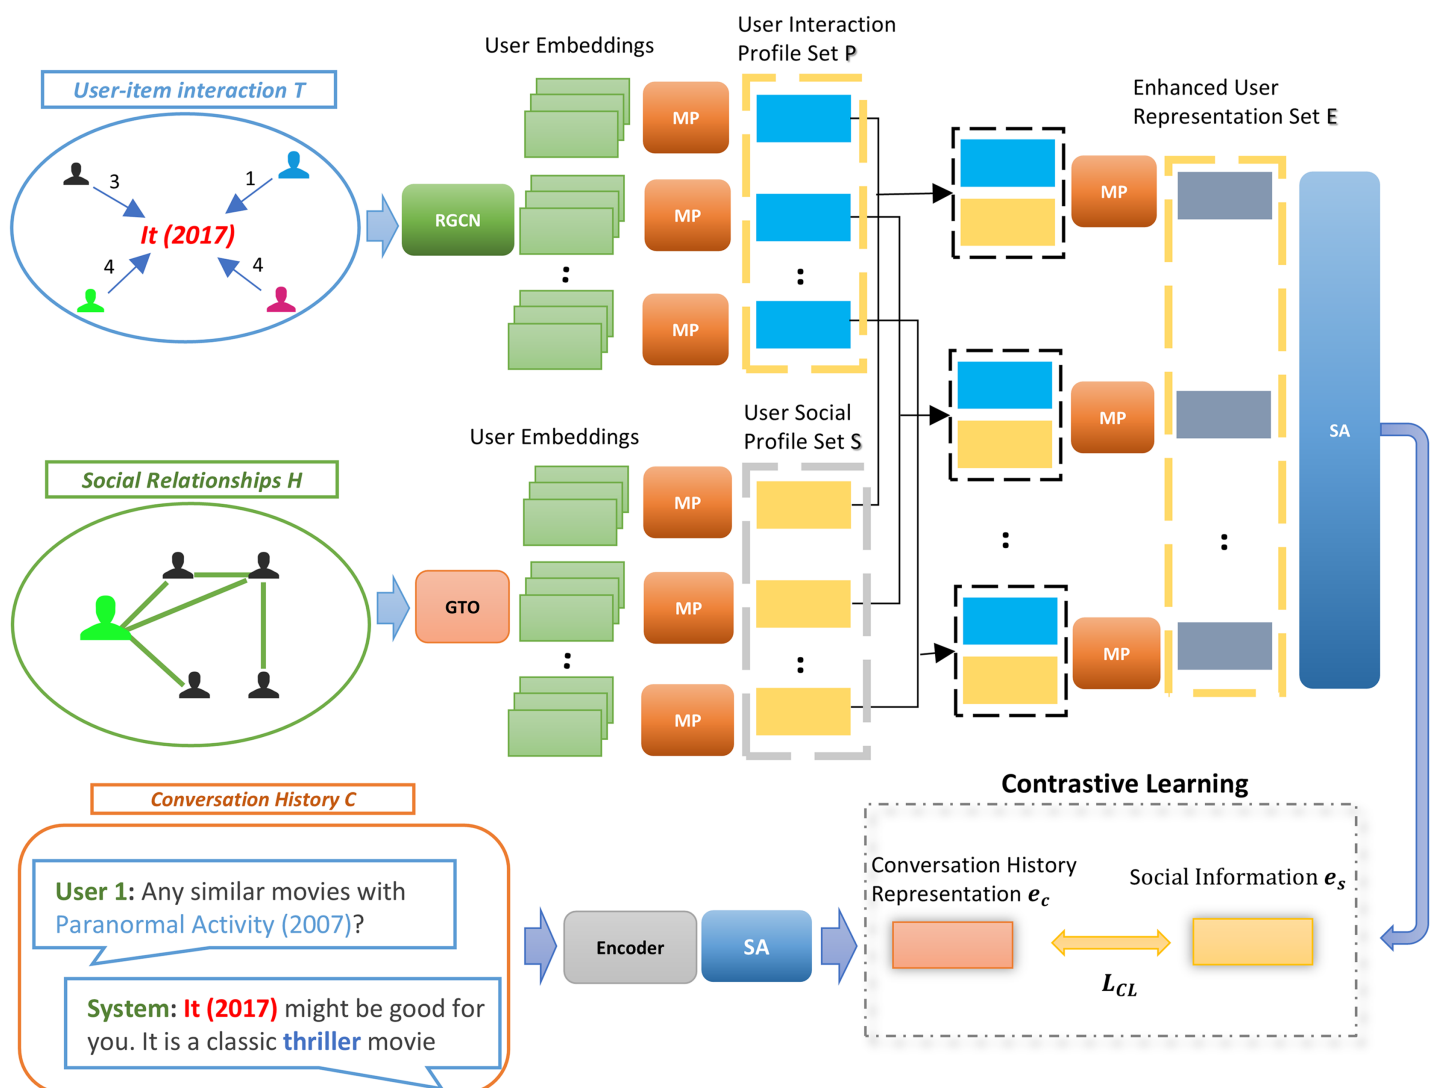 User Interaction
Profile Set P
User Embeddings
User-item interaction T
3
1
It (2017)
4
4
RGCN
MP
MP
:
MP
:
Enhanced User
Representation Set E
MP
MP
:
MP
:
SA
User Social
Profile Set S
User Embeddings
Social Relationships H
GTO
MP
MP
:
MP
:
Conversation History C
User 1: Any similar movies with
Paranormal Activity (2007)?
System: It (2017) might be good for
you. It is a classic thriller movie
Encoder
SA
Contrastive Learning
Conversation History
Representation e_c
Social Information e_s
L_CL